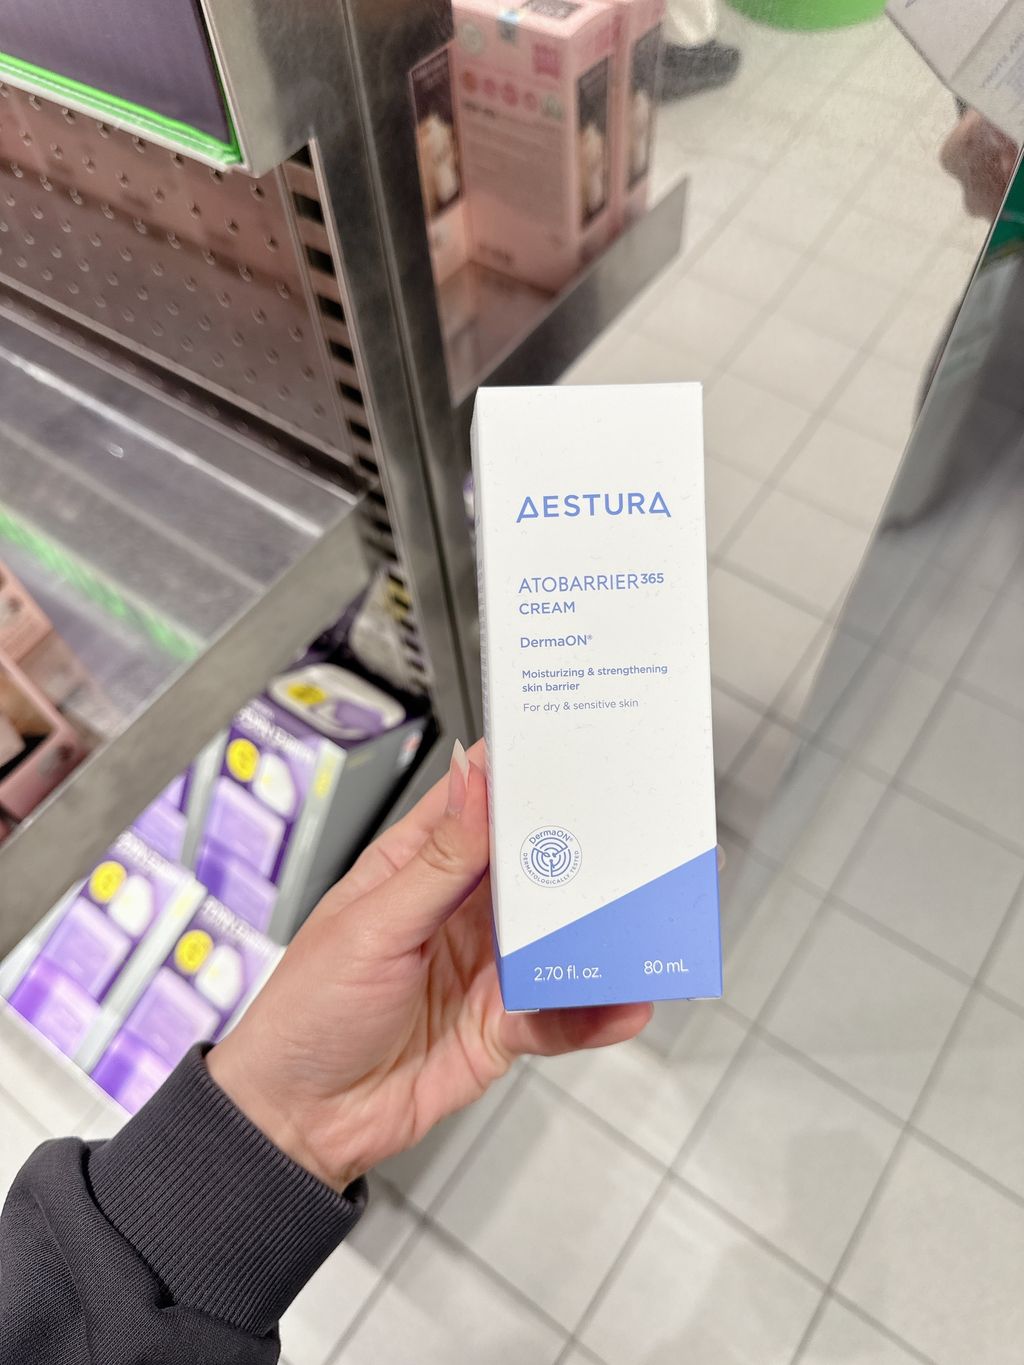 AESTURA
ATOBARRIER365
CREAM
DermaON®
Moisturizing & strengthening
skin barrier
For dry & sensitive skin
DermaON®
DERMATOLOGICALLY TESTED
2.70 fl. oz. 80 mL